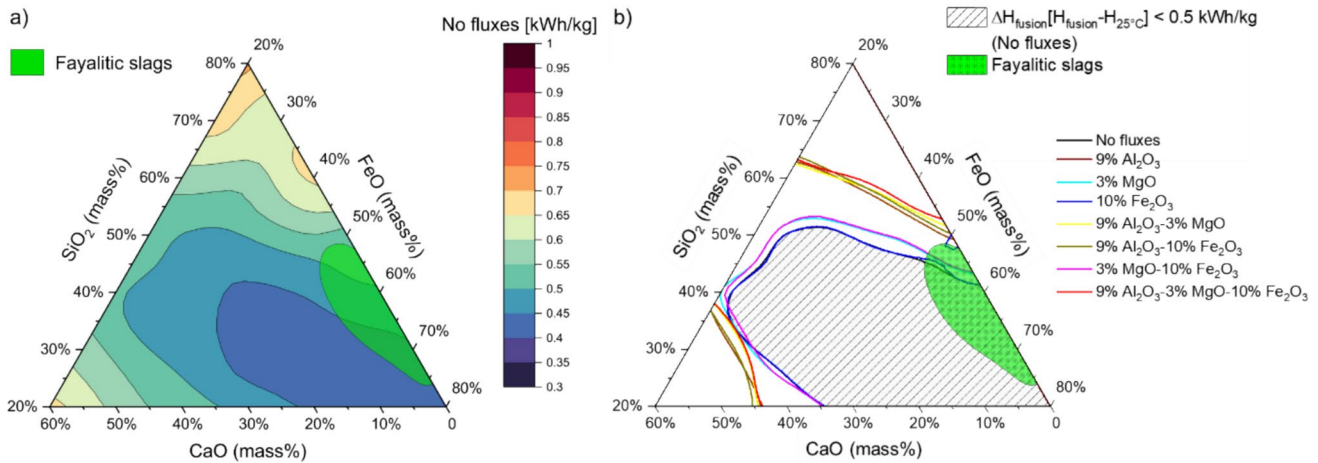 a)
Fayalitic slags
No fluxes [kWh/kg]
1
0.95
0.9
0.85
0.8
0.75
0.7
0.65
0.6
0.55
0.5
0.45
0.4
0.35
0.3
20%
80%
30%
70%
40%
60%
50%
50%
60%
40%
70%
30%
80%
20%
SiO₂ (mass%)
FeO (mass%)
60% 50% 40% 30% 20% 10% 0
CaO (mass%)
b)
ΔHfusion[Hfusion-H25°C] < 0.5 kWh/kg
(No fluxes)
Fayalitic slags
20%
80%
30%
70%
40%
60%
50%
50%
60%
40%
70%
30%
80%
20%
SiO₂ (mass%)
FeO (mass%)
60% 50% 40% 30% 20% 10% 0
CaO (mass%)
No fluxes
9% Al₂O₃
3% MgO
10% Fe₂O₃
9% Al₂O₃-3% MgO
9% Al₂O₃-10% Fe₂O₃
3% MgO-10% Fe₂O₃
9% Al₂O₃-3% MgO-10% Fe₂O₃